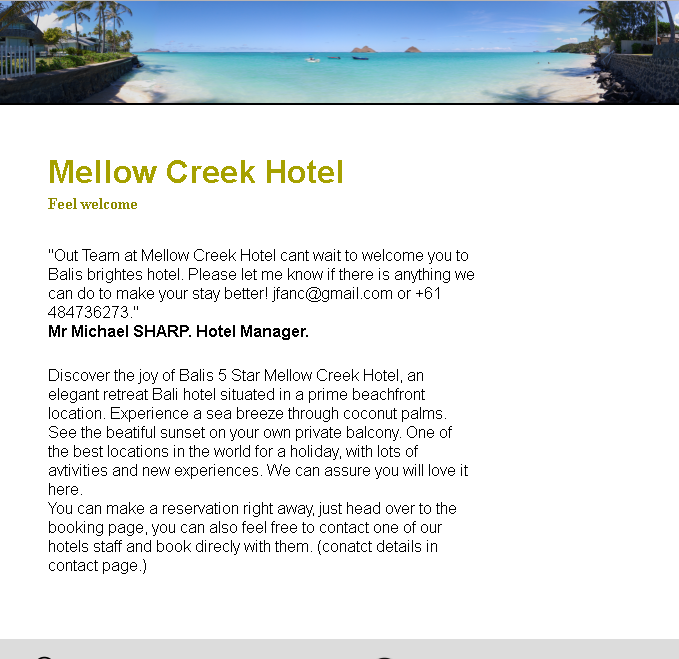 Mellow Creek Hotel
Feel welcome
"Out Team at Mellow Creek Hotel cant wait to welcome you to
Balis brightes hotel. Please let me know if there is anything we
can do to make your stay better! jfanc@gmail.com or +61
484736273."
Mr Michael SHARP. Hotel Manager.
Discover the joy of Balis 5 Star Mellow Creek Hotel, an
elegant retreat Bali hotel situated in a prime beachfront
location. Experience a sea breeze through coconut palms.
See the beatiful sunset on your own private balcony. One of
the best locations in the world for a holiday, with lots of
avtivities and new experiences. We can assure you will love it
here.
You can make a reservation right away, just head over to the
booking page, you can also feel free to contact one of our
hotels staff and book direcly with them. (conatct details in
contact page.)